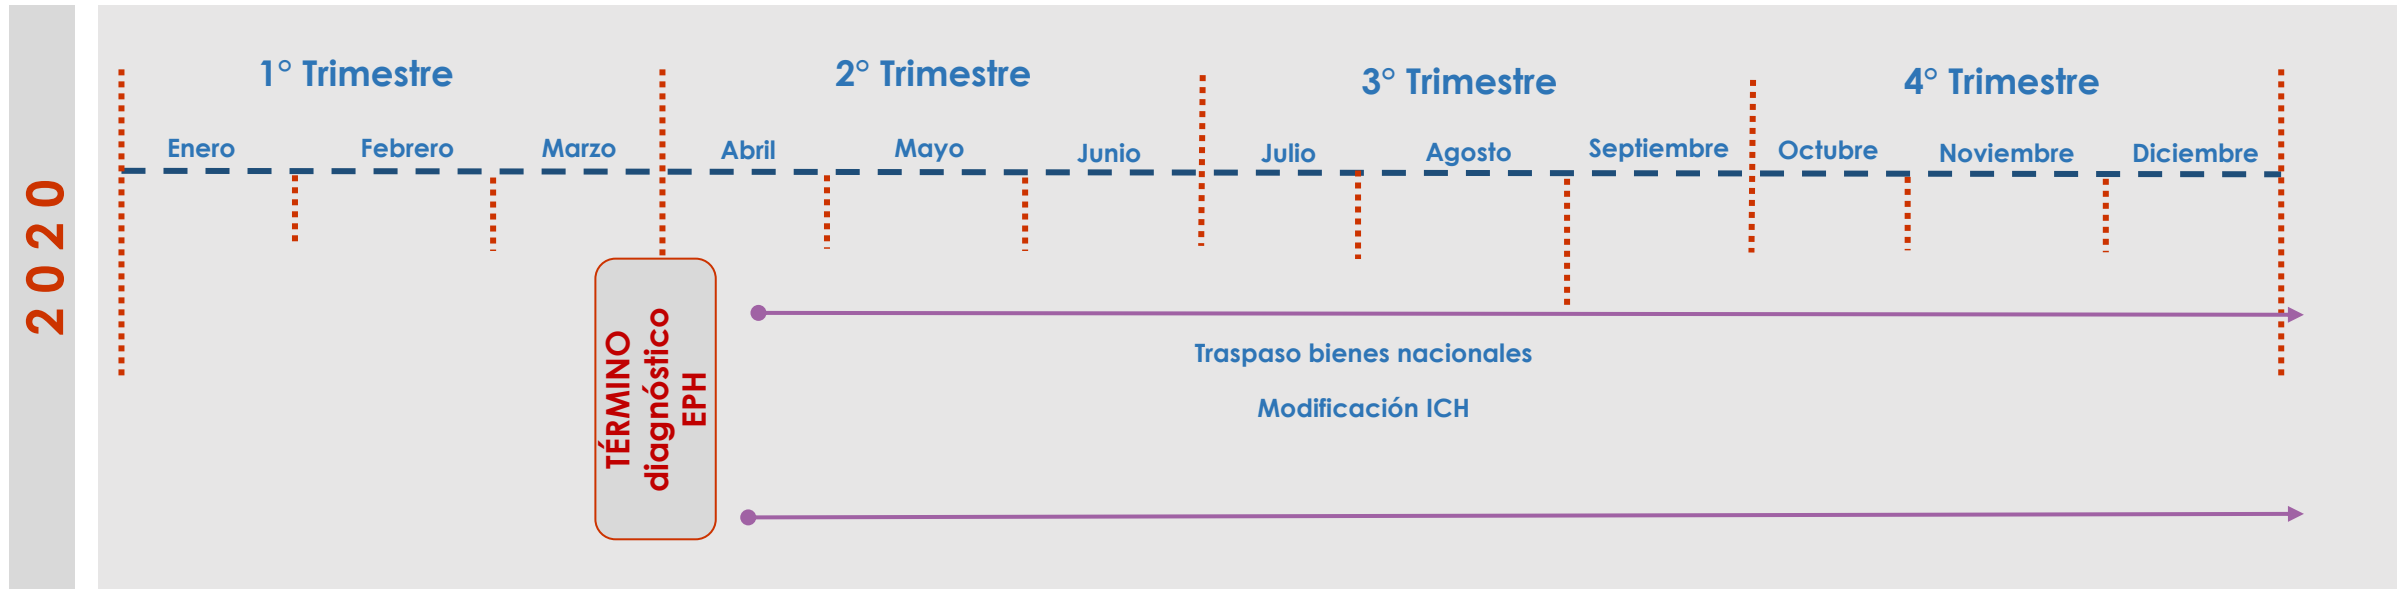 2020
1° Trimestre
2° Trimestre
3° Trimestre
4° Trimestre
Enero
Febrero
Marzo
Abril
Mayo
Junio
Julio
Agosto
Septiembre
Octubre
Noviembre
Diciembre
TÉRMINO
diagnóstico
EPH
Traspaso bienes nacionales
Modificación ICH